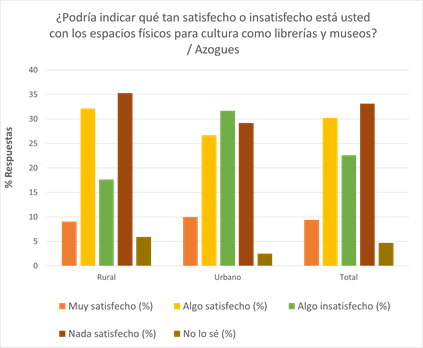 ¿Podría indicar qué tan satisfecho o insatisfecho está usted
con los espacios físicos para cultura como librerías y museos?
/ Azogues
% Respuestas
40
35
30
25
20
15
10
5
0
Rural Urbano Total
Muy satisfecho (%) Algo satisfecho (%) Algo insatisfecho (%)
Nada satisfecho (%) No lo sé (%)